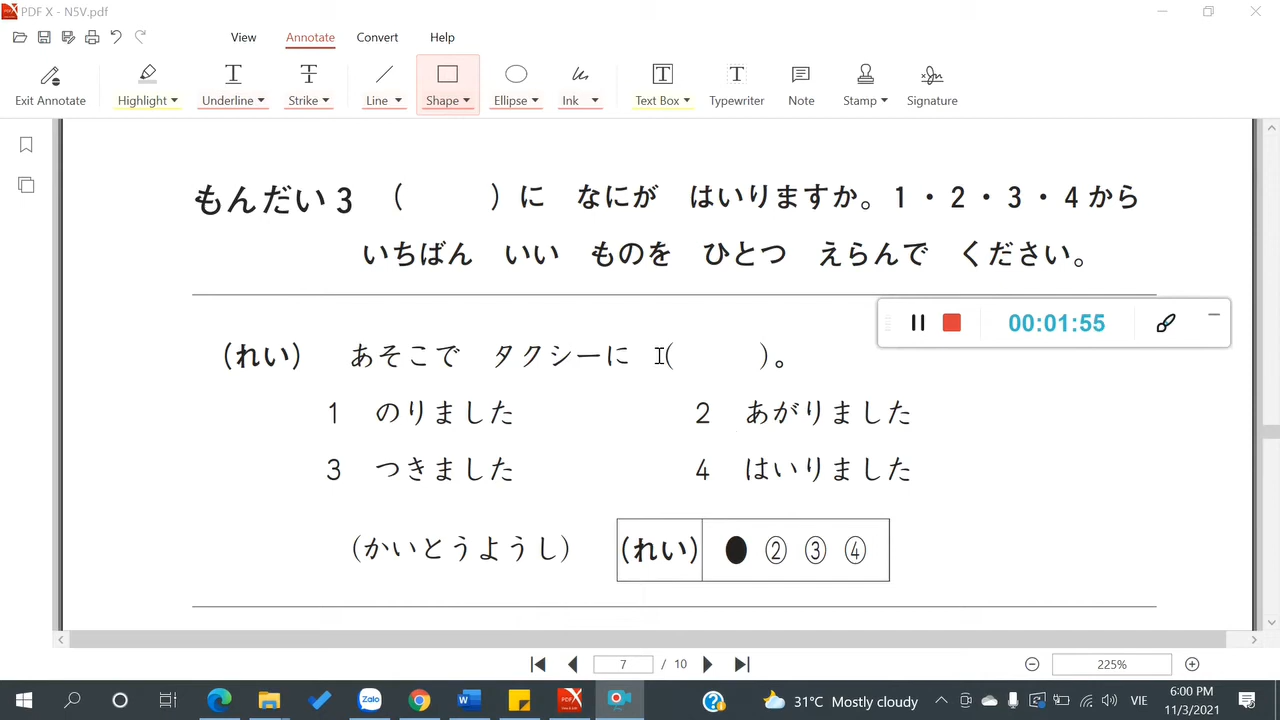 PDF X - N5V.pdf
View Annotate Convert Help
Exit Annotate Highlight Underline Strike Line Shape Ellipse Ink Text Box Typewriter Note Stamp Signature
もんだい3 (　　)に なにが はいりますか。1・2・3・4から
いちばん いい ものを ひとつ えらんで ください。
00:01:55
(れい) あそこで タクシーに (　　)。
1 のりました 2 あがりました
3 つきました 4 はいりました
(かいとうようし) (れい) ● ② ③ ④
7 / 10 225%
Zalo 31°C Mostly cloudy VIE 6:00 PM
11/3/2021